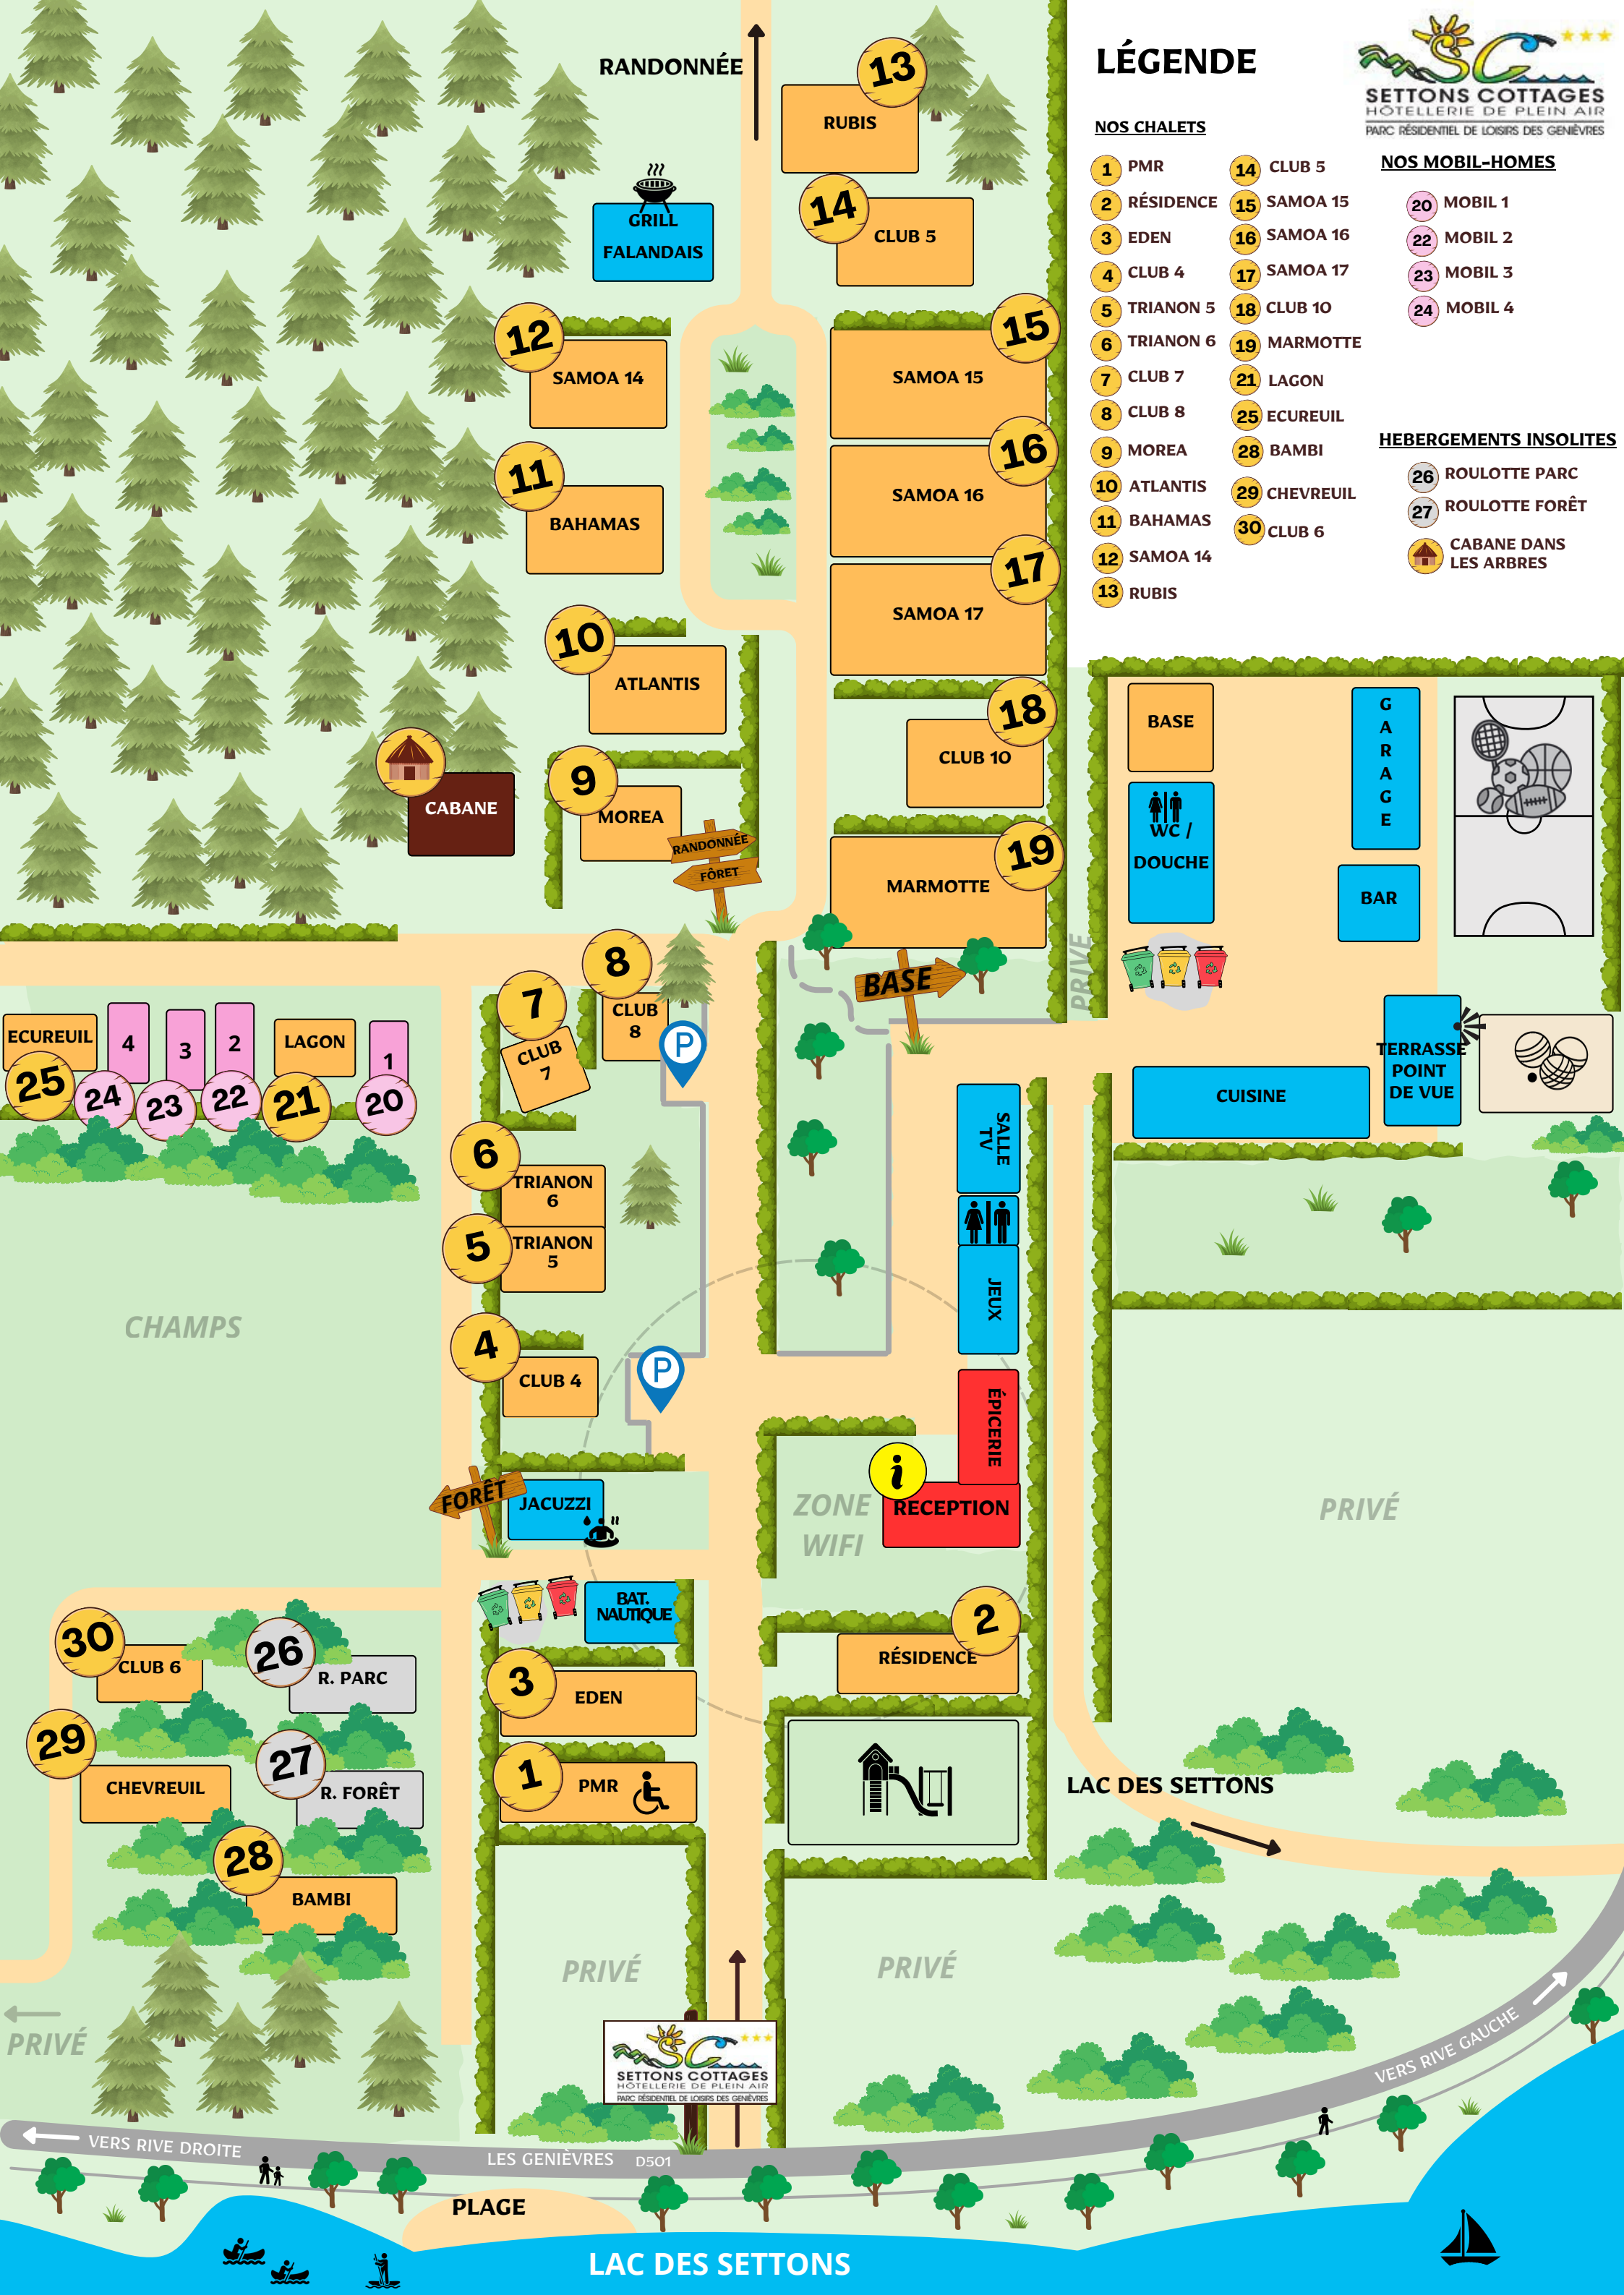 RANDONNÉE
13
RUBIS
GRILL
FALANDAIS
14
CLUB 5
LÉGENDE
SETTONS COTTAGES
HÔTELLERIE DE PLEIN AIR
PARC RÉSIDENTIEL DE LOISIRS DES GENIÈVRES
NOS CHALETS
1 PMR
2 RÉSIDENCE
3 EDEN
4 CLUB 4
5 TRIANON 5
6 TRIANON 6
7 CLUB 7
8 CLUB 8
9 MOREA
10 ATLANTIS
11 BAHAMAS
12 SAMOA 14
13 RUBIS
14 CLUB 5
15 SAMOA 15
16 SAMOA 16
17 SAMOA 17
18 CLUB 10
19 MARMOTTE
21 LAGON
25 ECUREUIL
28 BAMBI
29 CHEVREUIL
30 CLUB 6
NOS MOBIL-HOMES
20 MOBIL 1
22 MOBIL 2
23 MOBIL 3
24 MOBIL 4
HEBERGEMENTS INSOLITES
26 ROULOTTE PARC
27 ROULOTTE FORÊT
CABANE DANS
LES ARBRES
12
SAMOA 14
15
SAMOA 15
11
BAHAMAS
16
SAMOA 16
17
SAMOA 17
10
ATLANTIS
18
CLUB 10
CABANE
9
MOREA
RANDONNÉE
FÔRET
19
MARMOTTE
BASE
WC /
DOUCHE
GARAGE
BAR
PRIVÉ
BASE
TERRASSE
POINT
DE VUE
CUISINE
ECUREUIL
25
4
24
3
23
2
22
LAGON
21
1
20
8
CLUB
8
7
CLUB
7
P
6
TRIANON
6
5
TRIANON
5
4
CLUB 4
P
SALLE
TV
JEUX
ÉPICERIE
i
RECEPTION
ZONE
WIFI
CHAMPS
PRIVÉ
FORÊT
JACUZZI
BAT.
NAUTIQUE
2
RÉSIDENCE
3
EDEN
1
PMR
30
CLUB 6
26
R. PARC
29
CHEVREUIL
27
R. FORÊT
28
BAMBI
LAC DES SETTONS
PRIVÉ
PRIVÉ
PRIVÉ
SETTONS COTTAGES
HÔTELLERIE DE PLEIN AIR
PARC RÉSIDENTIEL DE LOISIRS DES GENIÈVRES
VERS RIVE GAUCHE
VERS RIVE DROITE
LES GENIÈVRES D501
PLAGE
LAC DES SETTONS